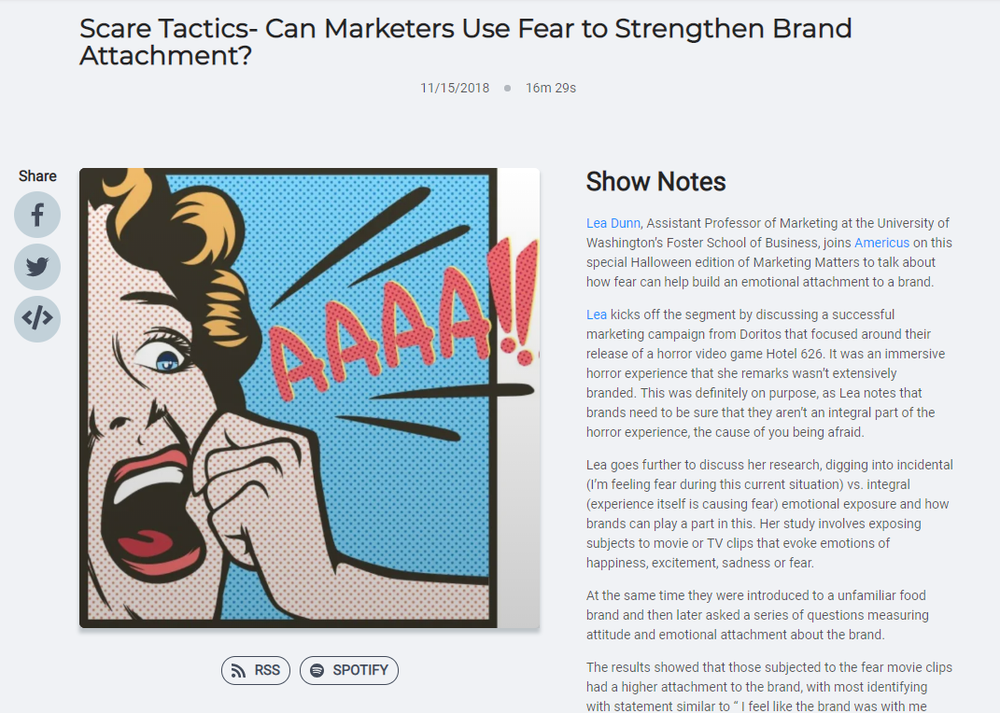 Scare Tactics- Can Marketers Use Fear to Strengthen Brand
Attachment?
11/15/2018
16m 29s
Share
AAAA!!
RSS
SPOTIFY
Show Notes
Lea Dunn, Assistant Professor of Marketing at the University of
Washington's Foster School of Business, joins Americus on this
special Halloween edition of Marketing Matters to talk about
how fear can help build an emotional attachment to a brand.
Lea kicks off the segment by discussing a successful
marketing campaign from Doritos that focused around their
release of a horror video game Hotel 626. It was an immersive
horror experience that she remarks wasn't extensively
branded. This was definitely on purpose, as Lea notes that
brands need to be sure that they aren't an integral part of the
horror experience, the cause of you being afraid.
Lea goes further to discuss her research, digging into incidental
(I'm feeling fear during this current situation) vs. integral
(experience itself is causing fear) emotional exposure and how
brands can play a part in this. Her study involves exposing
subjects to movie or TV clips that evoke emotions of
happiness, excitement, sadness or fear.
At the same time they were introduced to a unfamiliar food
brand and then later asked a series of questions measuring
attitude and emotional attachment about the brand.
The results showed that those subjected to the fear movie clips
had a higher attachment to the brand, with most identifying
with statement similar to “ I feel like the brand was with me